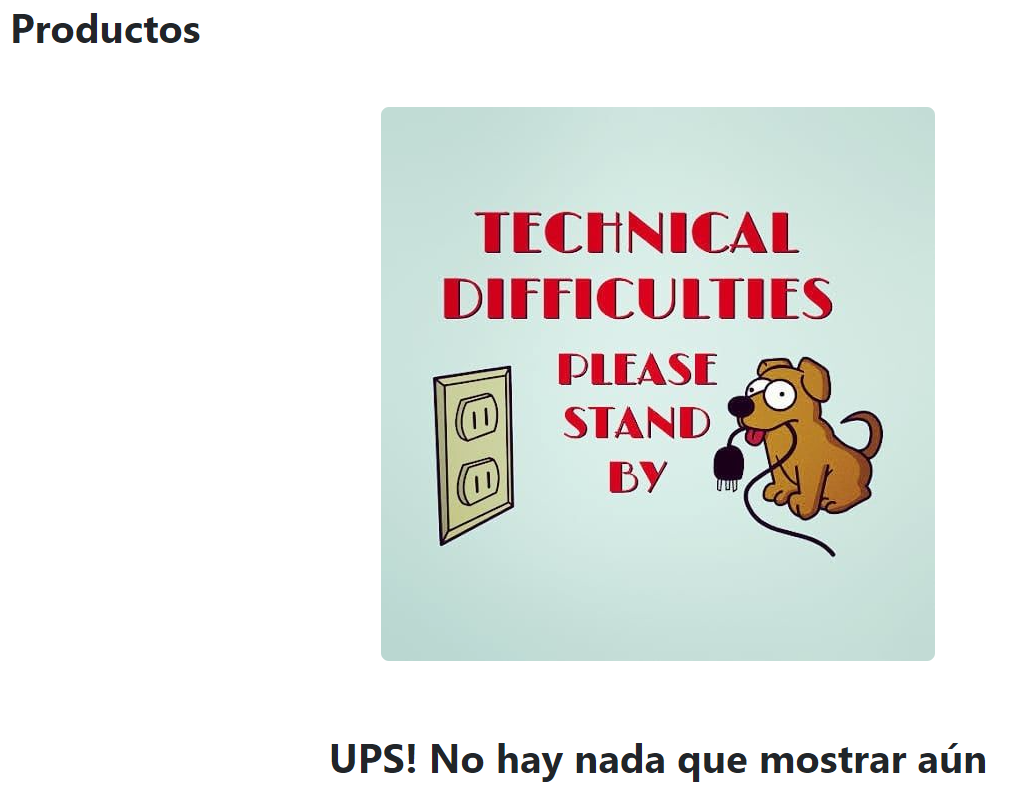 Productos
TECHNICAL
DIFFICULTIES
PLEASE
STAND
BY
UPS! No hay nada que mostrar aún